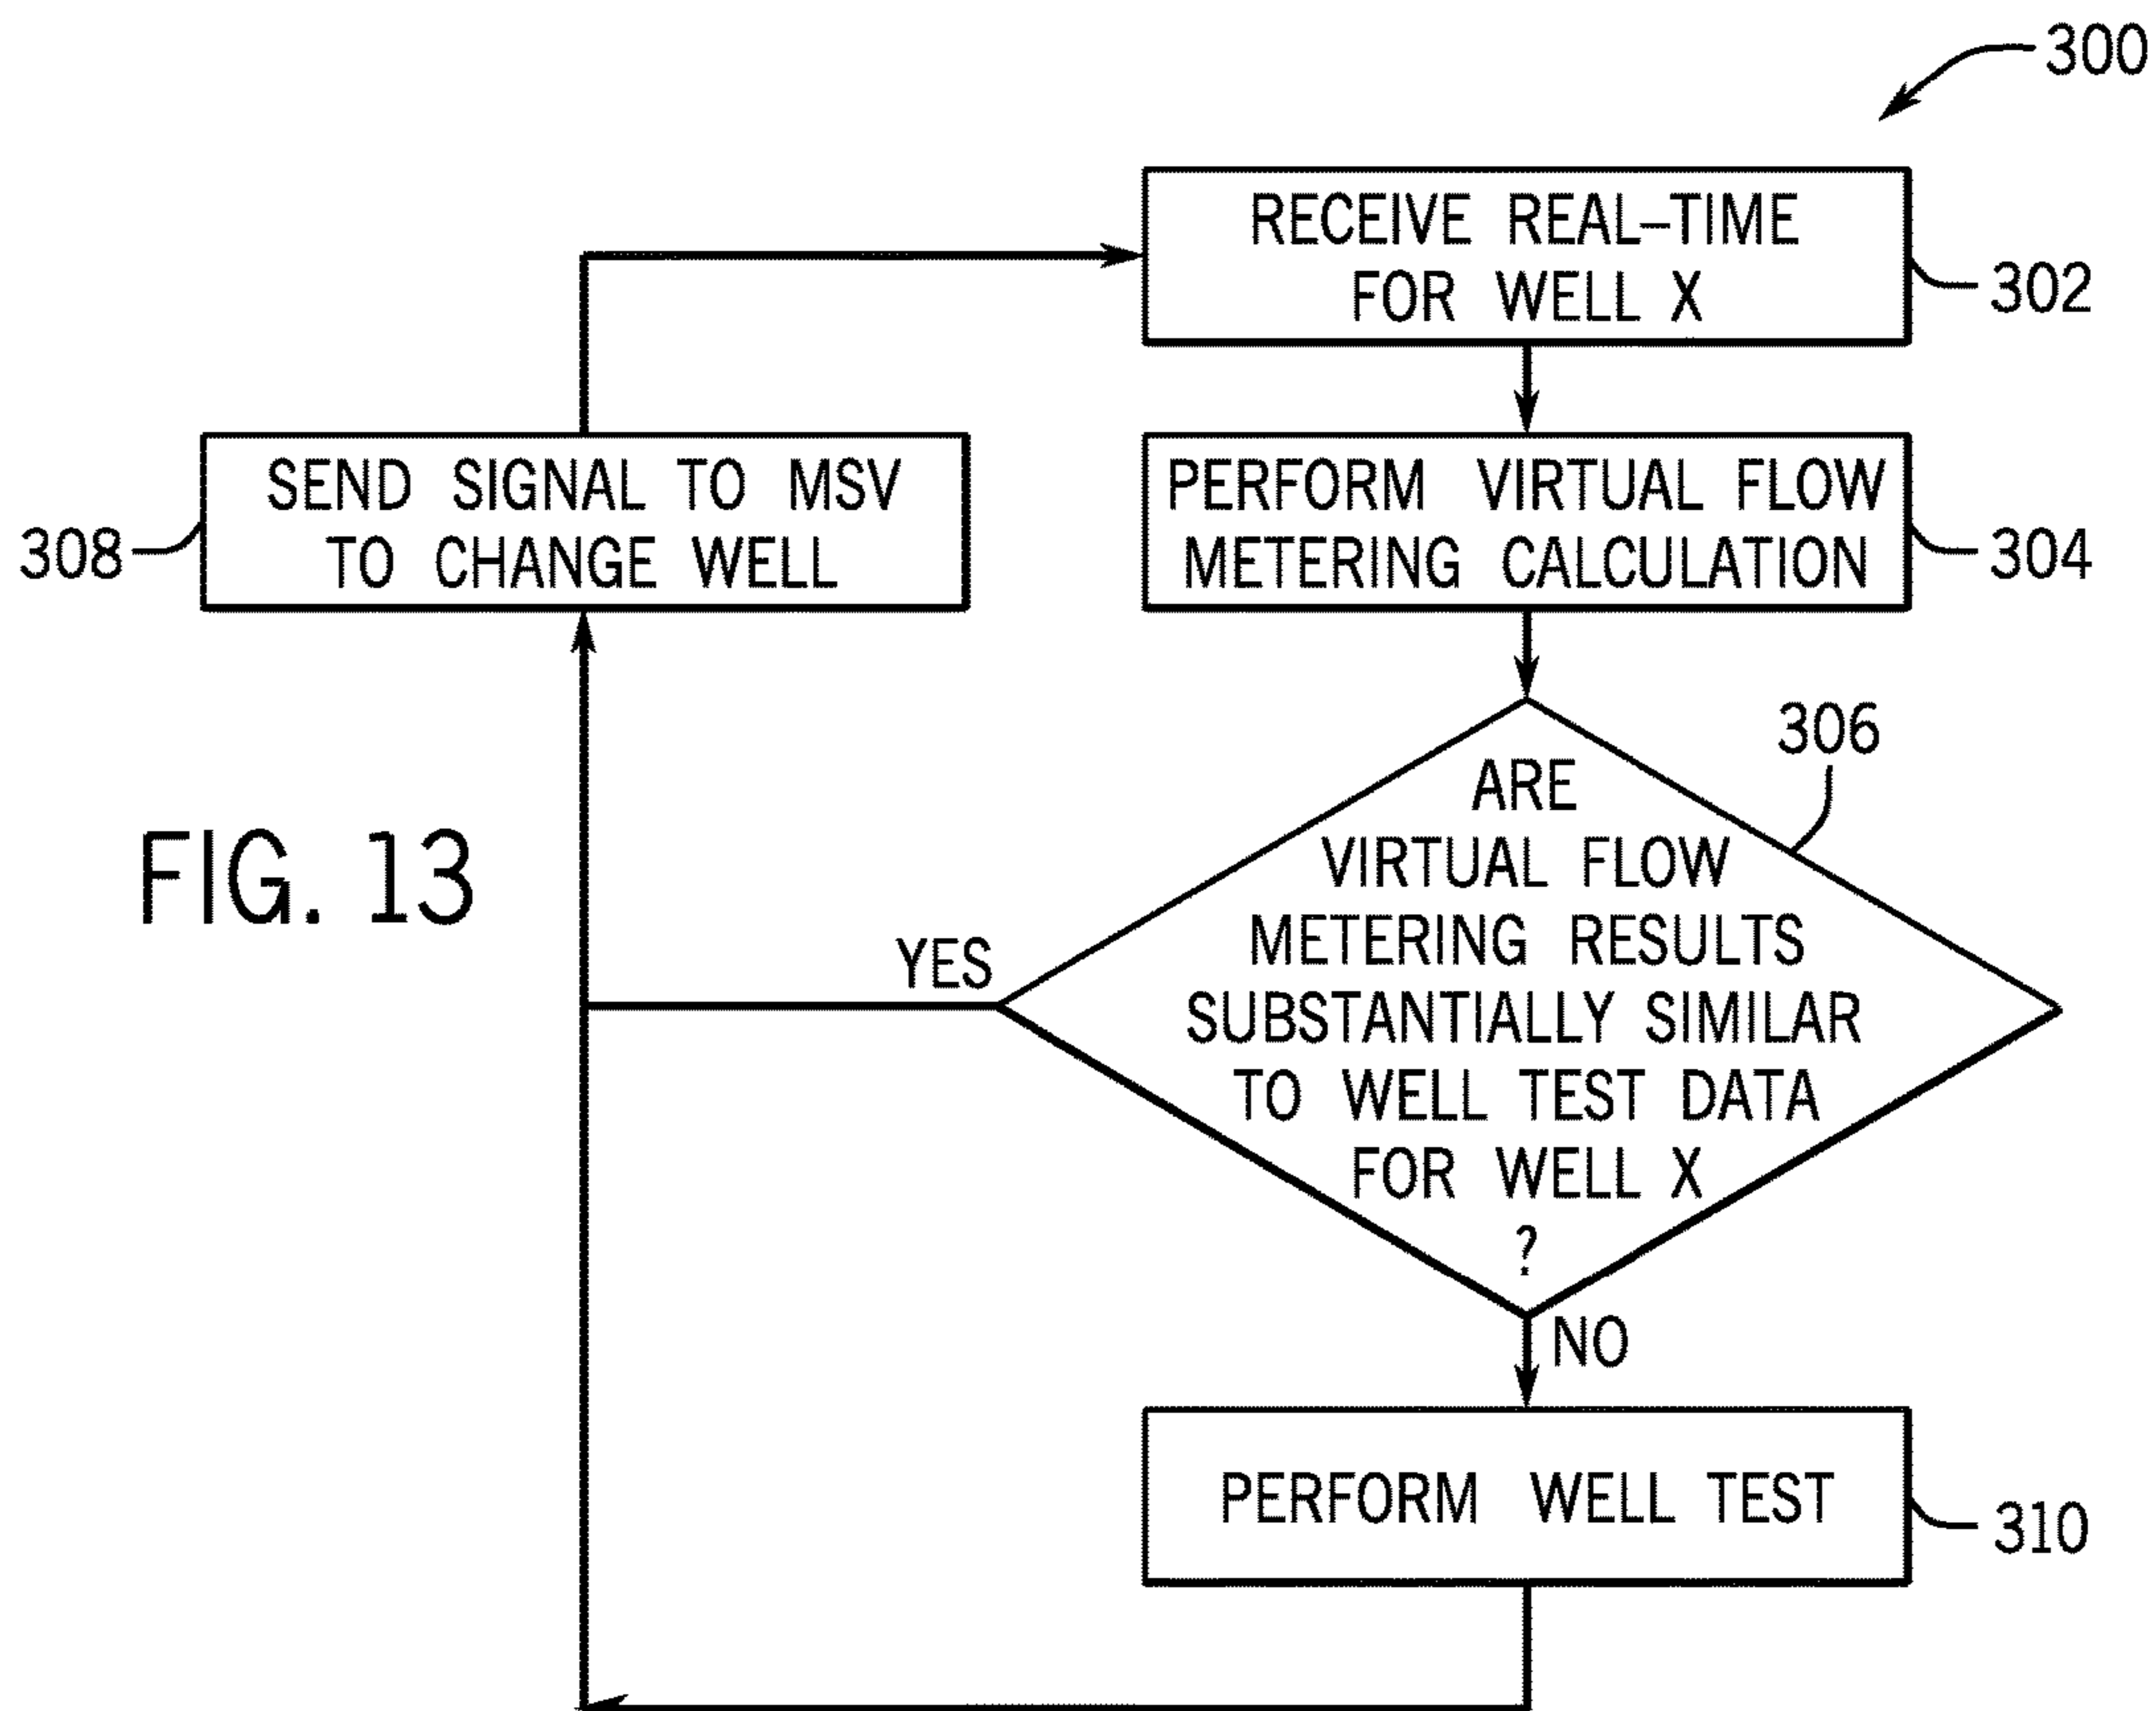 300
RECEIVE REAL–TIME
FOR WELL X
302
SEND SIGNAL TO MSV
TO CHANGE WELL
308
PERFORM VIRTUAL FLOW
METERING CALCULATION
304
306
ARE
VIRTUAL FLOW
METERING RESULTS
SUBSTANTIALLY SIMILAR
TO WELL TEST DATA
FOR WELL X
?
FIG. 13
YES
NO
PERFORM WELL TEST
310